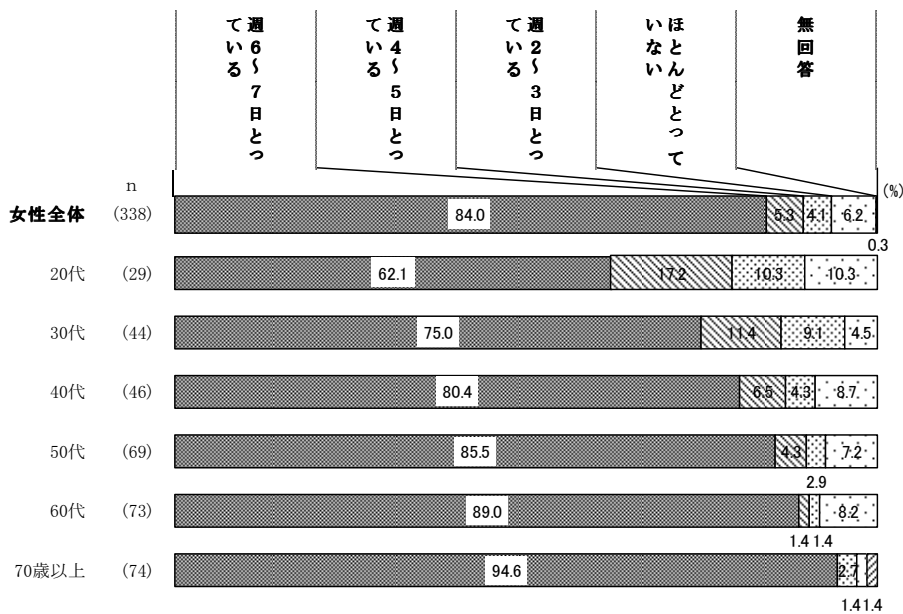 週6～7日とっ
ている
週4～5日とっ
ている
週2～3日とっ
ている
ほとんどとって
いない
無回答
n
(%)
女性全体 (338) 84.0 5.3 4.1 6.2
0.3
20代 (29) 62.1 17.2 10.3 10.3
30代 (44) 75.0 11.4 9.1 4.5
40代 (46) 80.4 6.5 4.3 8.7
50代 (69) 85.5 4.3 7.2
2.9
60代 (73) 89.0 8.2
1.4 1.4
70歳以上 (74) 94.6 2.7
1.4 1.4